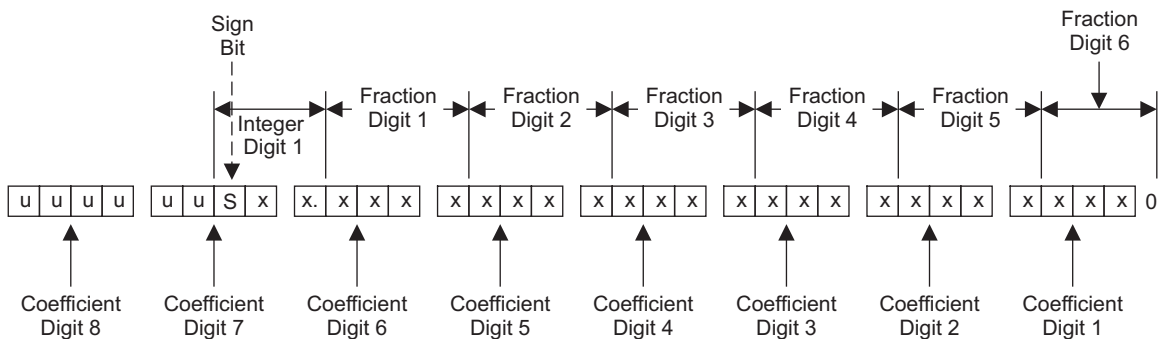 Sign
Bit
Fraction
Digit 6
Integer
Digit 1
Fraction
Digit 1
Fraction
Digit 2
Fraction
Digit 3
Fraction
Digit 4
Fraction
Digit 5
u u u u u u S x x. x x x x x x x x x x x x x x x x x x x x x x x 0
Coefficient
Digit 8
Coefficient
Digit 7
Coefficient
Digit 6
Coefficient
Digit 5
Coefficient
Digit 4
Coefficient
Digit 3
Coefficient
Digit 2
Coefficient
Digit 1